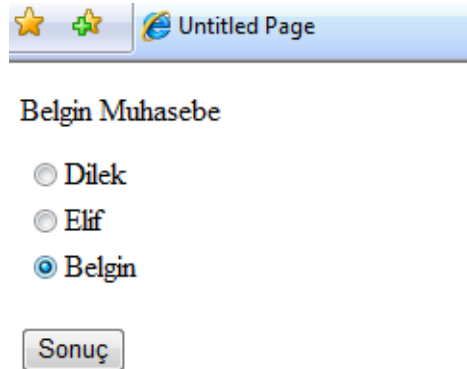 Untitled Page
Belgin Muhasebe
Dilek
Elif
Belgin
Sonuç